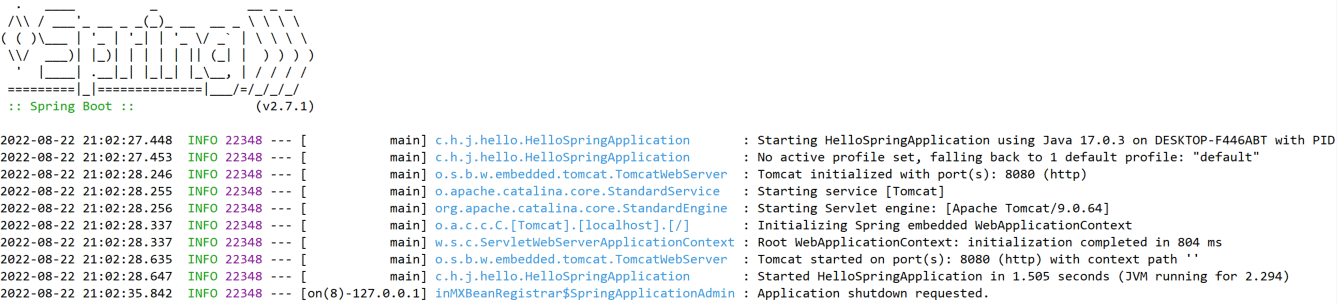 .   ____          _            __ _ _
 /\\ / ___'_ __ _ _(_)_ __  __ _ \ \ \ \
( ( )\___ | '_ | '_| | '_ \/ _` | \ \ \ \
 \\/  ___)| |_)| | | | | || (_| |  ) ) ) )
  '  |____| .__|_| |_|_| |_\__, | / / / /
 =========|_|==============|___/=/_/_/_/
 :: Spring Boot ::                (v2.7.1)
2022-08-22 21:02:27.448  INFO 22348 --- [           main] c.h.j.hello.HelloSpringApplication       : Starting HelloSpringApplication using Java 17.0.3 on DESKTOP-F446ABT with PID
2022-08-22 21:02:27.453  INFO 22348 --- [           main] c.h.j.hello.HelloSpringApplication       : No active profile set, falling back to 1 default profile: "default"
2022-08-22 21:02:28.246  INFO 22348 --- [           main] o.s.b.w.embedded.tomcat.TomcatWebServer  : Tomcat initialized with port(s): 8080 (http)
2022-08-22 21:02:28.255  INFO 22348 --- [           main] o.apache.catalina.core.StandardService   : Starting service [Tomcat]
2022-08-22 21:02:28.256  INFO 22348 --- [           main] org.apache.catalina.core.StandardEngine  : Starting Servlet engine: [Apache Tomcat/9.0.64]
2022-08-22 21:02:28.337  INFO 22348 --- [           main] o.a.c.c.C.[Tomcat].[localhost].[/]       : Initializing Spring embedded WebApplicationContext
2022-08-22 21:02:28.337  INFO 22348 --- [           main] w.s.c.ServletWebServerApplicationContext : Root WebApplicationContext: initialization completed in 804 ms
2022-08-22 21:02:28.635  INFO 22348 --- [           main] o.s.b.w.embedded.tomcat.TomcatWebServer  : Tomcat started on port(s): 8080 (http) with context path ''
2022-08-22 21:02:28.647  INFO 22348 --- [           main] c.h.j.hello.HelloSpringApplication       : Started HelloSpringApplication in 1.505 seconds (JVM running for 2.294)
2022-08-22 21:02:35.842  INFO 22348 --- [on(8)-127.0.0.1] inMXBeanRegistrar$SpringApplicationAdmin : Application shutdown requested.